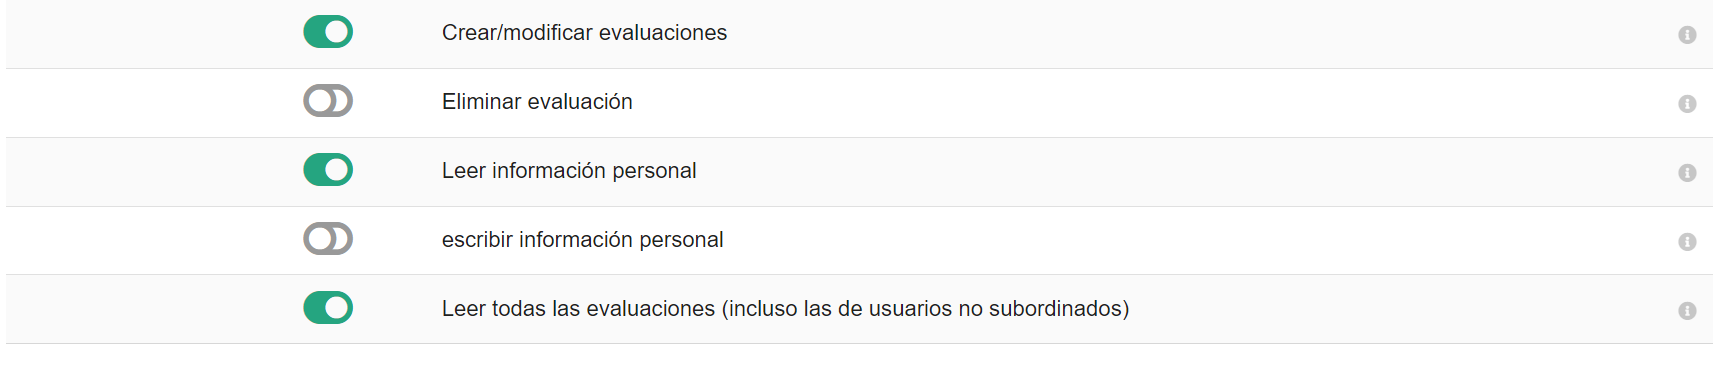 Crear/modificar evaluaciones
Eliminar evaluación
Leer información personal
escribir información personal
Leer todas las evaluaciones (incluso las de usuarios no subordinados)